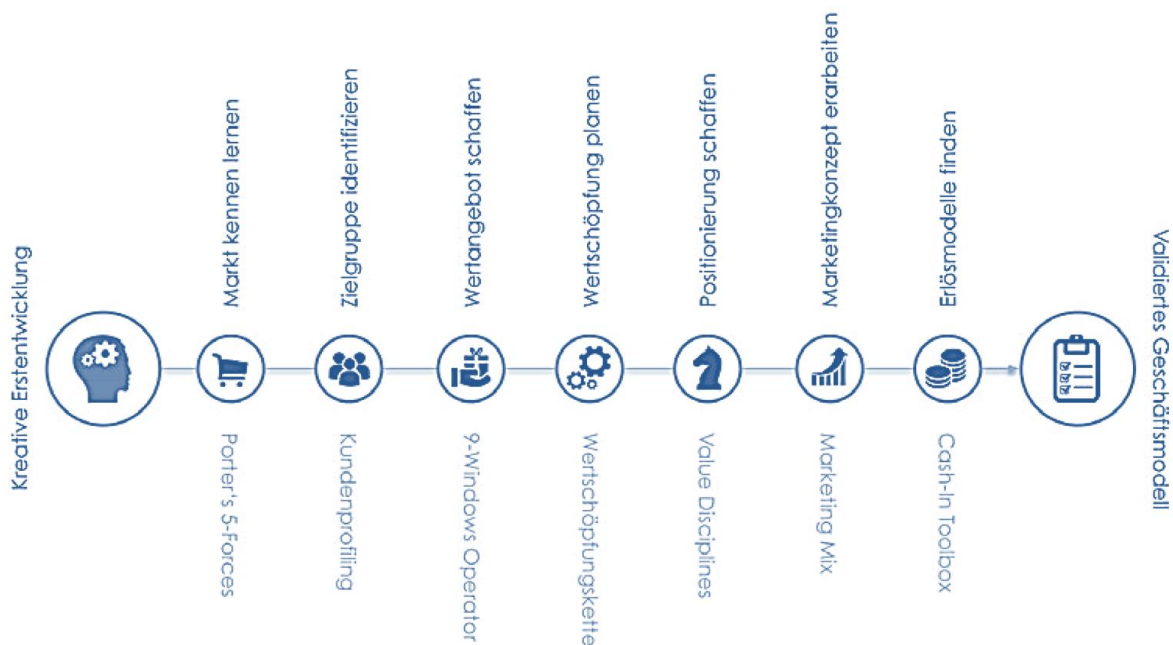 Kreative Erstentwicklung
Markt kennen lernen
Porter's 5-Forces
Zielgruppe identifizieren
Kundenprofiling
Wertangebot schaffen
9-Windows Operator
Wertschöpfung planen
Wertschöpfungskette
Positionierung schaffen
Value Disciplines
Marketingkonzept erarbeiten
Marketing Mix
Erlösmodelle finden
Cash-In Toolbox
Validiertes Geschäftsmodell